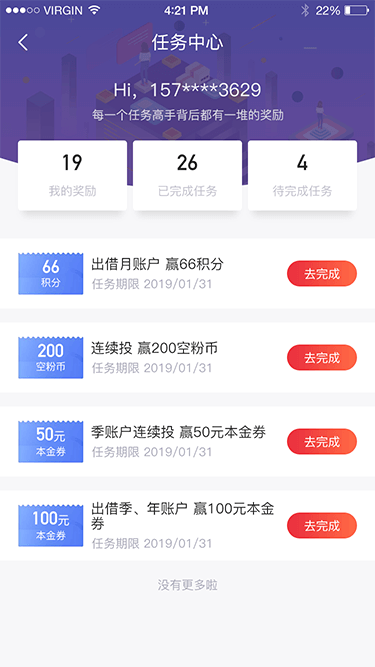 VIRGIN 4:21 PM 22%
任务中心
Hi，157****3629
每一个任务高手背后都有一堆的奖励
19 26 4
我的奖励 已完成任务 待完成任务
66 出借月账户 赢66积分
积分 任务期限 2019/01/31 去完成
200 连续投 赢200空粉币
空粉币 任务期限 2019/01/31 去完成
50元 季账户连续投 赢50元本金券
本金券 任务期限 2019/01/31 去完成
100元 出借季、年账户 赢100元本金
券 去完成
本金券 任务期限 2019/01/31
没有更多啦